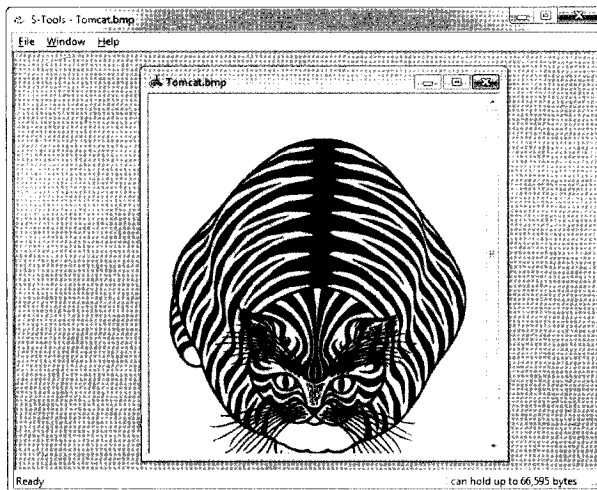 S-Tools - Tomcat.bmp
File Window Help
Tomcat.bmp
Ready
can hold up to 66,595 bytes